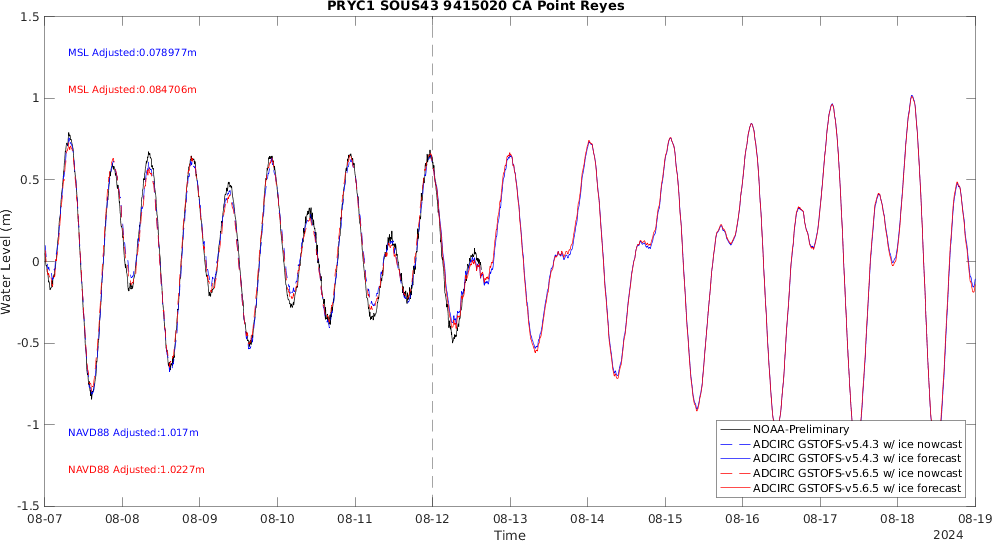 PRYC1 SOUS43 9415020 CA Point Reyes
1.5
1
0.5
0
-0.5
-1
-1.5
Water Level (m)
MSL Adjusted:0.078977m
MSL Adjusted:0.084706m
NAVD88 Adjusted:1.017m
NAVD88 Adjusted:1.0227m
NOAA-Preliminary
ADCIRC GSTOFS-v5.4.3 w/ ice nowcast
ADCIRC GSTOFS-v5.4.3 w/ ice forecast
ADCIRC GSTOFS-v5.6.5 w/ ice nowcast
ADCIRC GSTOFS-v5.6.5 w/ ice forecast
08-07 08-08 08-09 08-10 08-11 08-12 08-13 08-14 08-15 08-16 08-17 08-18 08-19
Time
2024